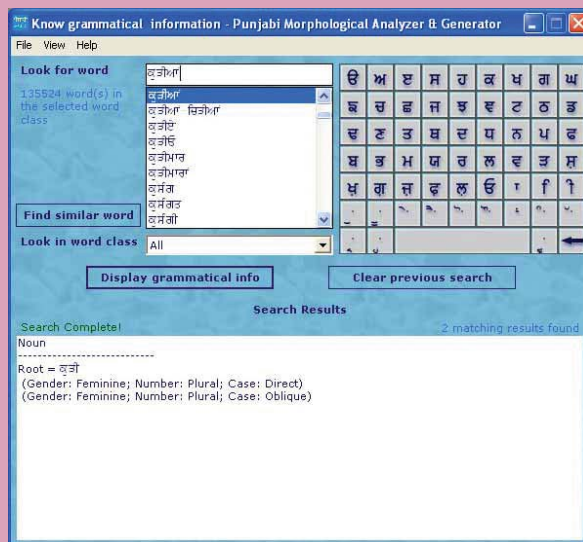 Know grammatical information - Punjabi Morphological Analyzer & Generator
File View Help
Look for word
ਕੁੜੀਆਂ
135524 word(s) in
the selected word
class
ਕੁੜੀਆਂ
ਕੁੜੀਆ ਚਿੜੀਆ
ਕੁੜੀਏ
ਕੁੜੀਓ
ਕੁੜੀਮਾਰ
ਕੁੜੀਮਾਰਾਂ
ਕੁਸੰਗ
ਕੁਸੰਗਤ
ਕੁਸੰਗੀ
Find similar word
Look in word class All
ੳ ਅ ੲ ਸ ਹ ਕ ਖ ਗ ਘ
ਙ ਚ ਛ ਜ ਝ ਞ ਟ ਠ ਡ
ਢ ਣ ਤ ਥ ਦ ਧ ਨ ਪ ਫ
ਬ ਭ ਮ ਯ ਰ ਲ ਵ ੜ ਸ਼
ਖ਼ ਗ਼ ਜ਼ ਫ਼ ਲ਼ ਓ ਾ ਿ ੀ
Display grammatical info Clear previous search
Search Results
Search Complete! 2 matching results found
Noun
---------------------------
Root = ਕੁੜੀ
(Gender: Feminine; Number: Plural; Case: Direct)
(Gender: Feminine; Number: Plural; Case: Oblique)